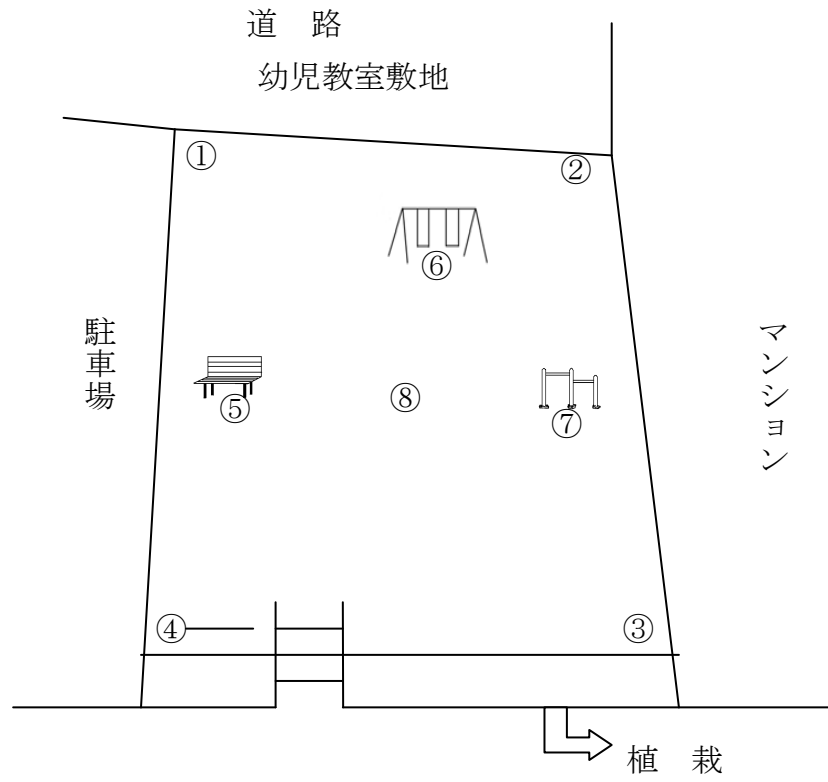 道　路
幼児教室敷地
①
②
⑥
駐車場
マンション
⑤
⑧
⑦
④
③
植　栽